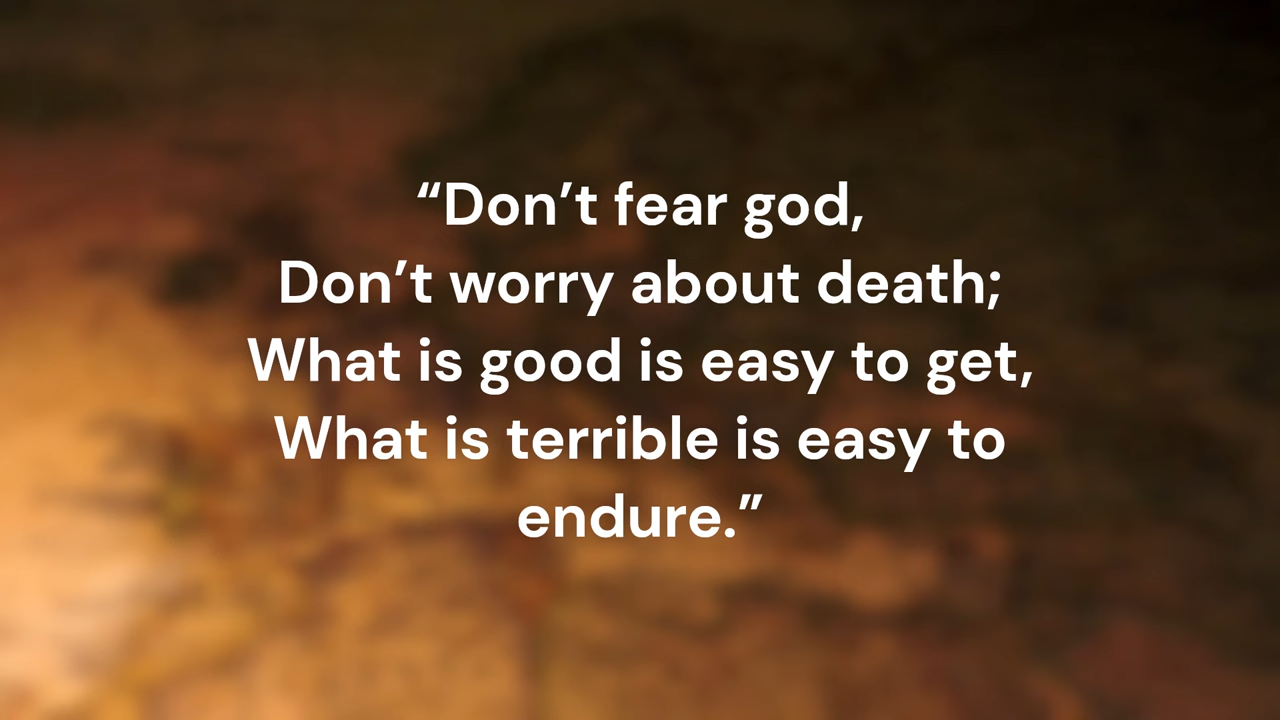 “Don’t fear god,
Don’t worry about death;
What is good is easy to get,
What is terrible is easy to
endure.”